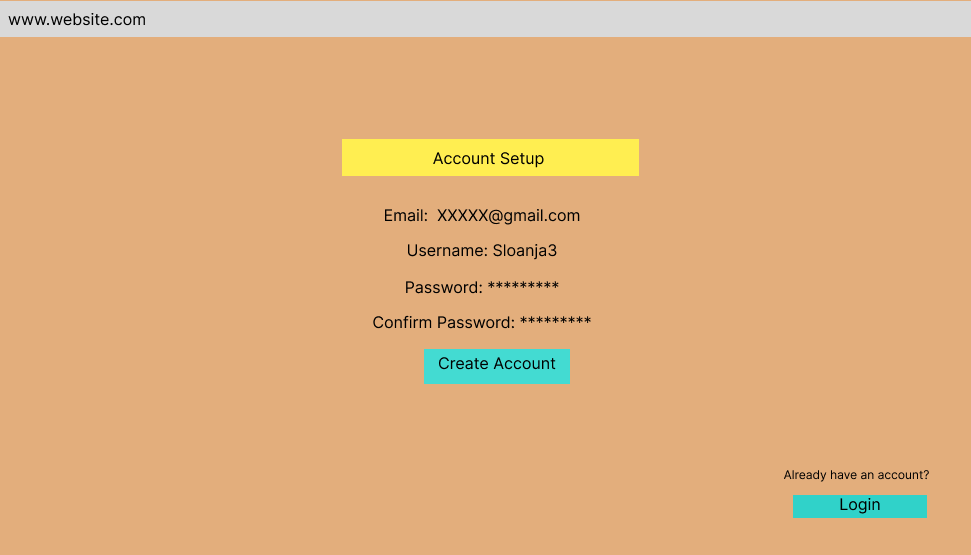 www.website.com
Account Setup
Email:  XXXXX@gmail.com
Username: Sloanja3
Password: *********
Confirm Password: *********
Create Account
Already have an account?
Login